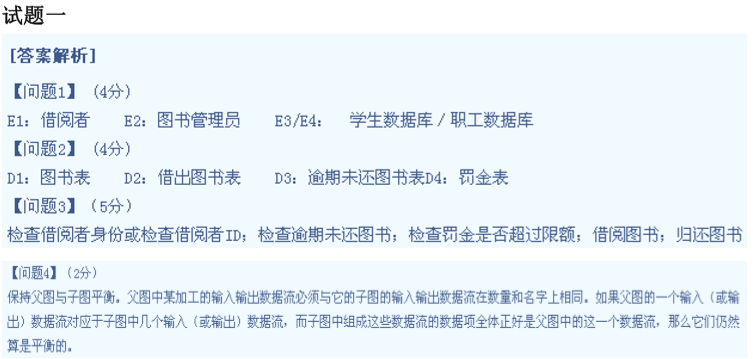 试题一
[答案解析]
【问题1】（4分）
E1：借阅者 E2：图书管理员 E3/E4： 学生数据库/职工数据库
【问题2】（4分）
D1：图书表 D2：借出图书表 D3：逾期未还图书表D4：罚金表
【问题3】（5分）
检查借阅者身份或检查借阅者ID；检查逾期未还图书；检查罚金是否超过限额；借阅图书；归还图书
【问题4】（2分）
保持父图与子图平衡。父图中某加工的输入输出数据流必须与它的子图的输入输出数据流在数量和名字上相同。如果父图的一个输入（或输
出）数据流对应于子图中几个输入（或输出）数据流，而子图中组成这些数据流的数据项全体正好是父图中的这一个数据流，那么它们仍然
算是平衡的。